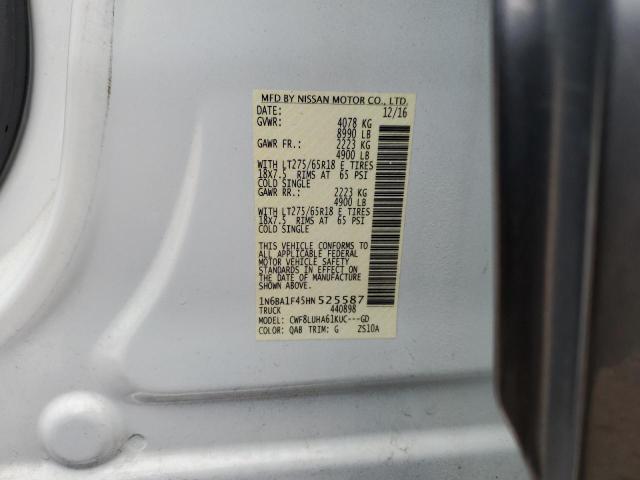 MFD BY NISSAN MOTOR CO., LTD.
DATE: 12/16
GVWR: 4078 KG
8990 LB
GAWR FR.: 2223 KG
4900 LB
WITH LT275/65R18 E TIRES
18X7.5 RIMS AT 65 PSI
COLD SINGLE
GAWR RR.: 2223 KG
4900 LB
WITH LT275/65R18 E TIRES
18X7.5 RIMS AT 65 PSI
COLD SINGLE
THIS VEHICLE CONFORMS TO
ALL APPLICABLE FEDERAL
MOTOR VEHICLE SAFETY
STANDARDS IN EFFECT ON
THE DATE OF MANUFACTURE
SHOWN ABOVE.
1N6BA1F45HN525587
TRUCK 440898
MODEL: CWF8LUHA61KUC---GD
COLOR: QAB TRIM: G ZS10A